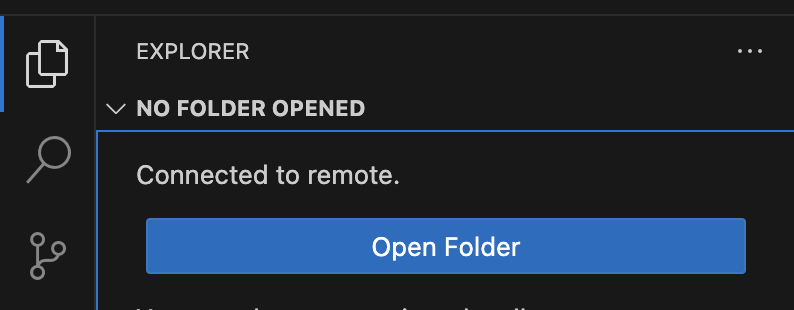 EXPLORER
NO FOLDER OPENED
Connected to remote.
Open Folder